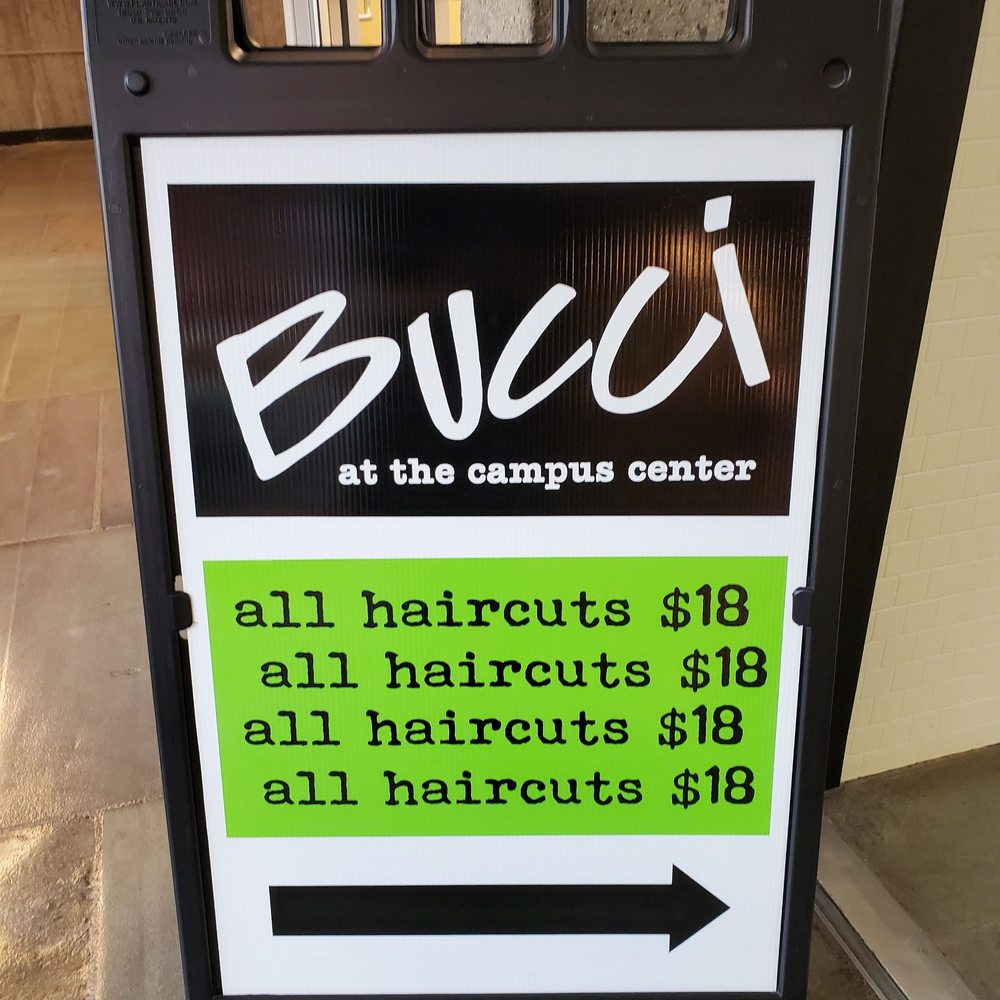 Bucci
at the campus center
all haircuts $18
all haircuts $18
all haircuts $18
all haircuts $18